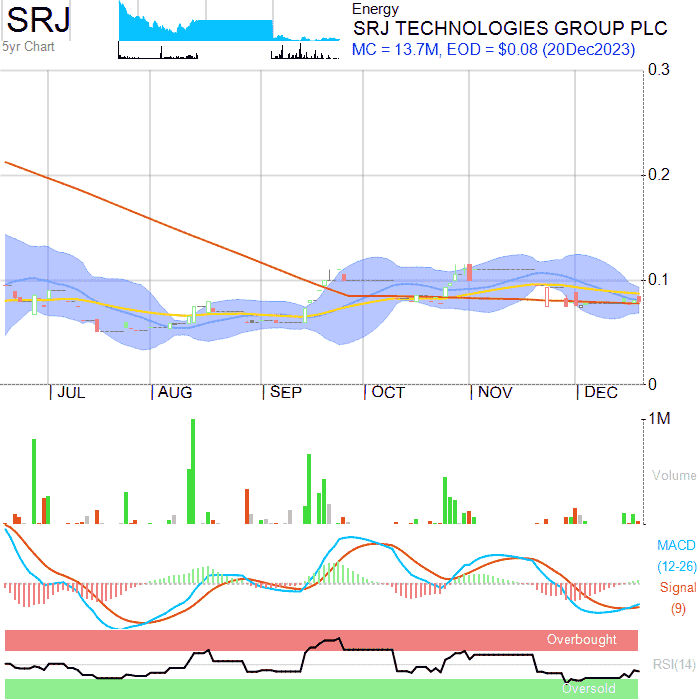 SRJ
5yr Chart
Energy
SRJ TECHNOLOGIES GROUP PLC
MC = 13.7M, EOD = $0.08 (20Dec2023)
0.3
0.2
0.1
0
JUL AUG SEP OCT NOV DEC
1M
Volume
MACD
(12-26)
Signal
(9)
Overbought
RSI(14)
Oversold